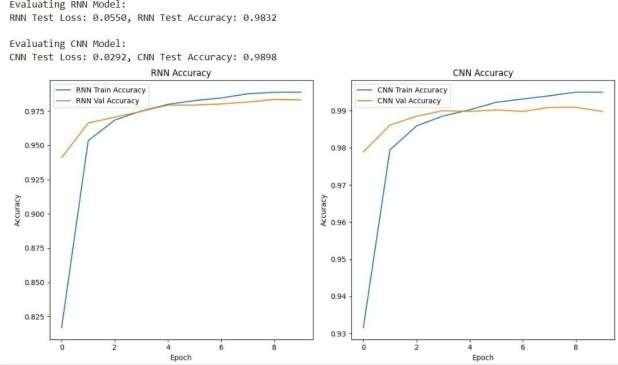 Evaluating RNN Model:
RNN Test Loss: 0.0550, RNN Test Accuracy: 0.9832
Evaluating CNN Model:
CNN Test Loss: 0.0292, CNN Test Accuracy: 0.9898
RNN Accuracy
RNN Train Accuracy
RNN Val Accuracy
0.975
0.950
0.925
0.900
0.875
0.850
0.825
Accuracy
0 2 4 6 8
Epoch
CNN Accuracy
CNN Train Accuracy
CNN Val Accuracy
0.99
0.98
0.97
0.96
0.95
0.94
0.93
Accuracy
0 2 4 6 8
Epoch